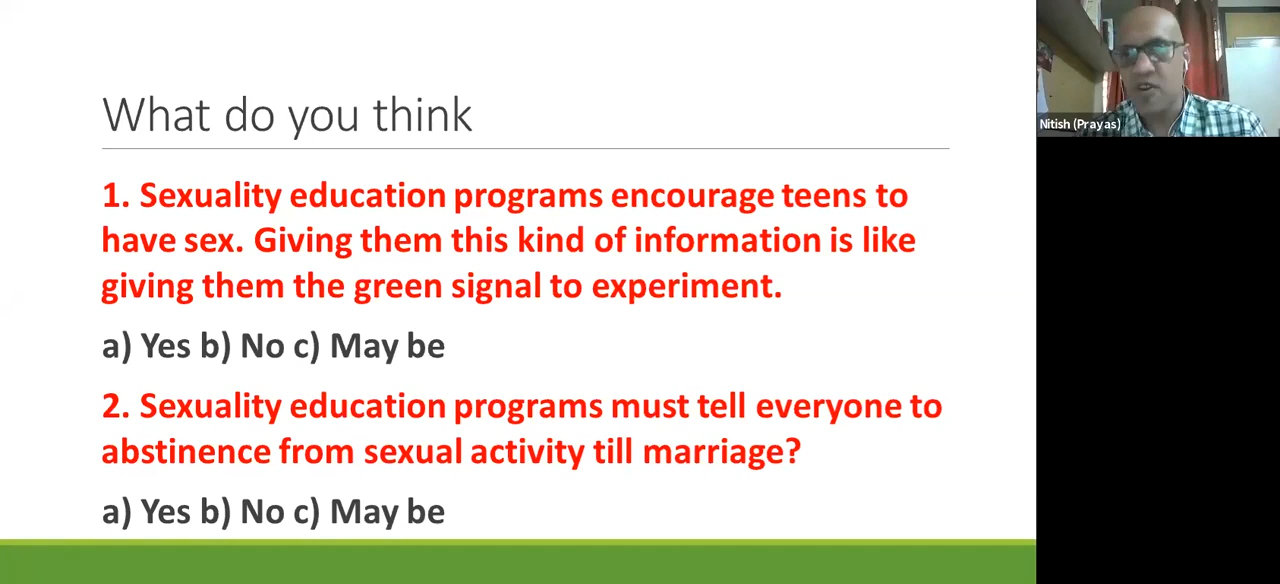 What do you think
1. Sexuality education programs encourage teens to
have sex. Giving them this kind of information is like
giving them the green signal to experiment.
a) Yes b) No c) May be
2. Sexuality education programs must tell everyone to
abstinence from sexual activity till marriage?
a) Yes b) No c) May be
Nitish (Prayas)